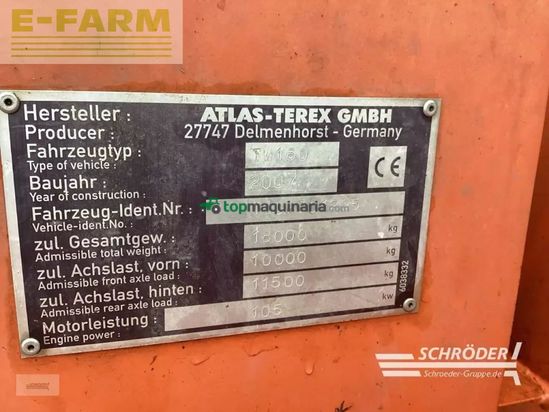 E-FARM
Hersteller : ATLAS-TEREX GMBH
Producer : 27747 Delmenhorst - Germany
Fahrzeugtyp : TW160
Type of vehicle :
Baujahr : 2007
Year of construction :
CE
Fahrzeug-Ident.Nr. :
Vehicle-ident.No. :
topmaquinaria.com
zul. Gesamtgew. : 18000 kg
Admissible total weight :
zul. Achslast, vorn : 10000 kg
Admissible front axle load :
zul. Achslast, hinten : 11500 kg
Admissible rear axle load :
Motorleistung : 105 kw
Engine power :
6038332
SCHRÖDER
Schroeder-Gruppe.de